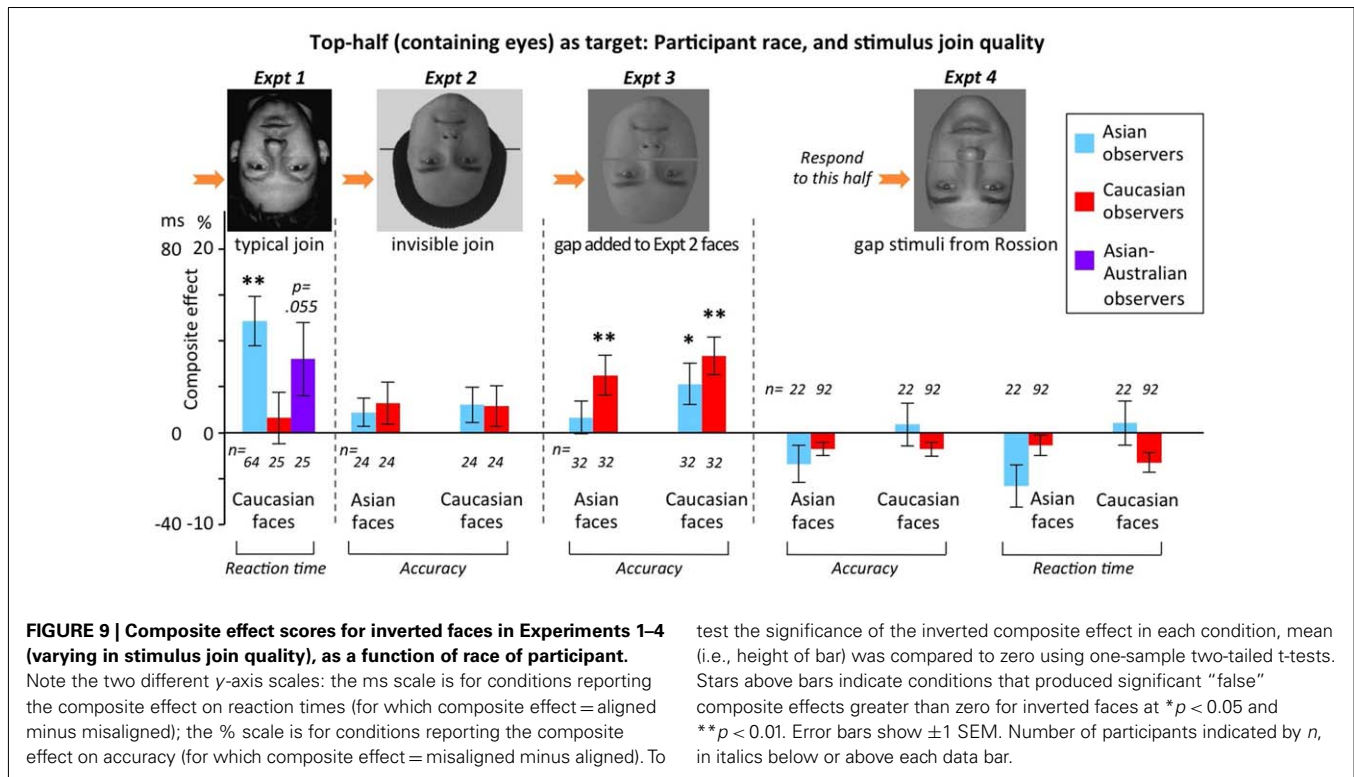 Top-half (containing eyes) as target: Participant race, and stimulus join quality
Expt 1
Expt 2
Expt 3
Expt 4
Respond
to this half
typical join
invisible join
gap added to Expt 2 faces
gap stimuli from Rossion
Asian
observers
Caucasian
observers
Asian-
Australian
observers
ms %
80 20
Composite effect
0 0
-40 -10
**
p=
.055
**
*
**
n=
64 25 25
n=
24 24
24 24
n=
32 32
32 32
n= 22 92
22 92
22 92
22 92
Caucasian
faces
Asian
faces
Caucasian
faces
Asian
faces
Caucasian
faces
Asian
faces
Caucasian
faces
Asian
faces
Caucasian
faces
Reaction time
Accuracy
Accuracy
Accuracy
Reaction time
FIGURE 9 | Composite effect scores for inverted faces in Experiments 1–4
(varying in stimulus join quality), as a function of race of participant.
Note the two different y-axis scales: the ms scale is for conditions reporting
the composite effect on reaction times (for which composite effect = aligned
minus misaligned); the % scale is for conditions reporting the composite
effect on accuracy (for which composite effect = misaligned minus aligned). To
test the significance of the inverted composite effect in each condition, mean
(i.e., height of bar) was compared to zero using one-sample two-tailed t-tests.
Stars above bars indicate conditions that produced significant “false”
composite effects greater than zero for inverted faces at *p < 0.05 and
**p < 0.01. Error bars show ±1 SEM. Number of participants indicated by n,
in italics below or above each data bar.